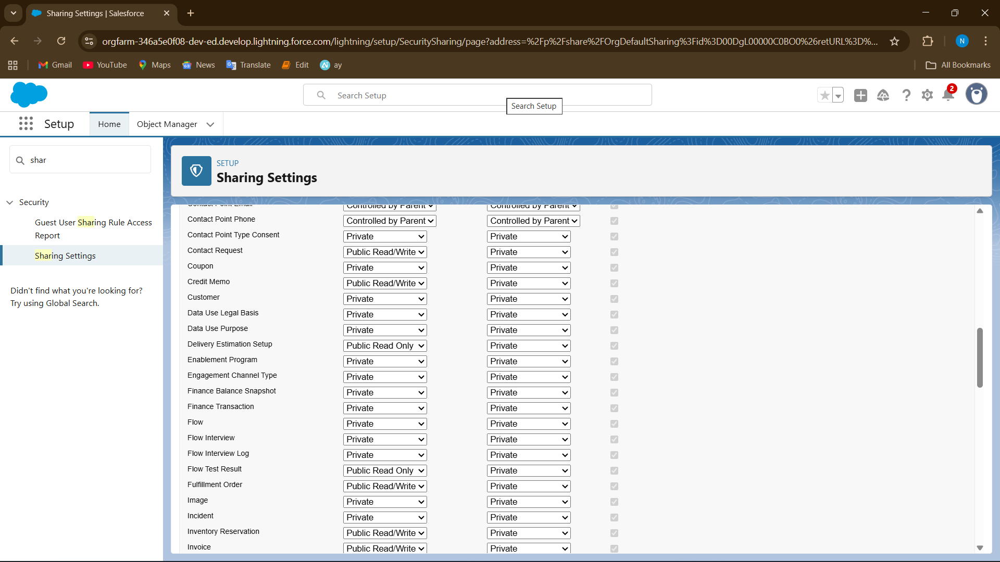 Sharing Settings | Salesforce
orgfarm-346a5e0f08-dev-ed.develop.lightning.force.com/lightning/setup/SecuritySharing/page?address=%2Fp%2Fshare%2FOrgDefaultSharing%3Fid%3D00DgL00000C0BO0%26retURL%3D%...
N
Gmail YouTube Maps News Translate Edit ay All Bookmarks
Search Setup
2
Search Setup
Setup Home Object Manager
shar
Security
Guest User Sharing Rule Access Report
Sharing Settings
Didn't find what you're looking for?
Try using Global Search.
SETUP
Sharing Settings
Contact Point Email Controlled by Parent Controlled by Parent
Contact Point Phone Controlled by Parent Controlled by Parent
Contact Point Type Consent Private Private
Contact Request Public Read/Write Private
Coupon Private Private
Credit Memo Public Read/Write Private
Customer Private Private
Data Use Legal Basis Private Private
Data Use Purpose Private Private
Delivery Estimation Setup Public Read Only Private
Enablement Program Private Private
Engagement Channel Type Private Private
Finance Balance Snapshot Private Private
Finance Transaction Private Private
Flow Private Private
Flow Interview Private Private
Flow Interview Log Private Private
Flow Test Result Public Read Only Private
Fulfillment Order Public Read/Write Private
Image Private Private
Incident Private Private
Inventory Reservation Public Read/Write Private
Invoice Public Read/Write Private